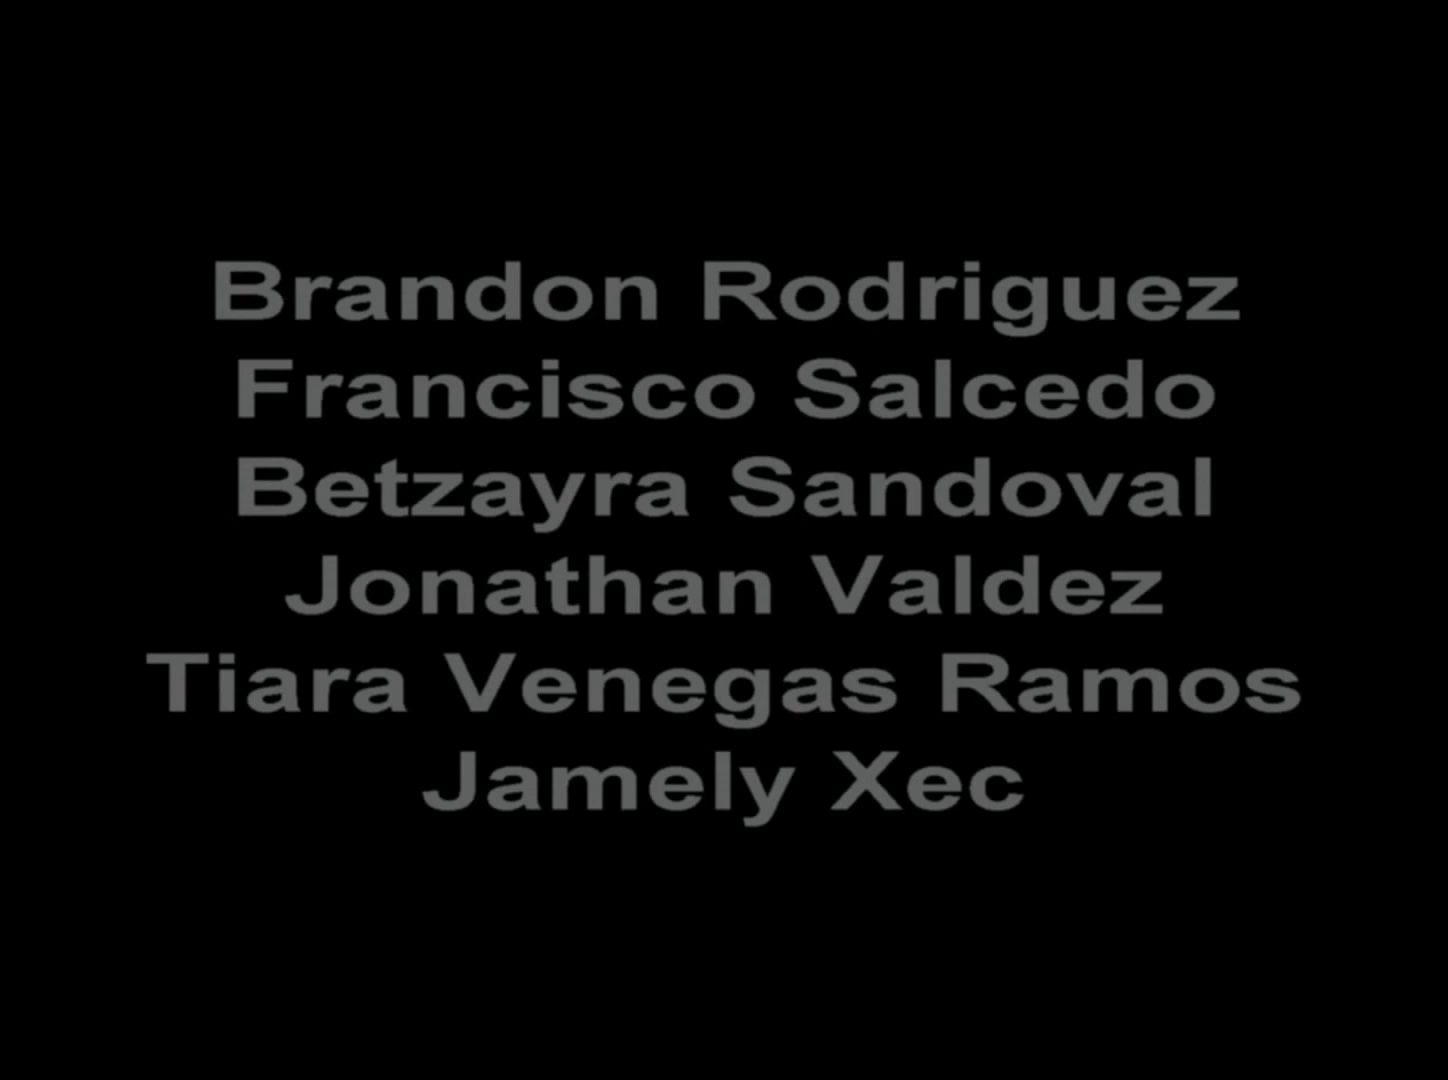 Brandon Rodriguez
Francisco Salcedo
Betzayra Sandoval
Jonathan Valdez
Tiara Venegas Ramos
Jamely Xec